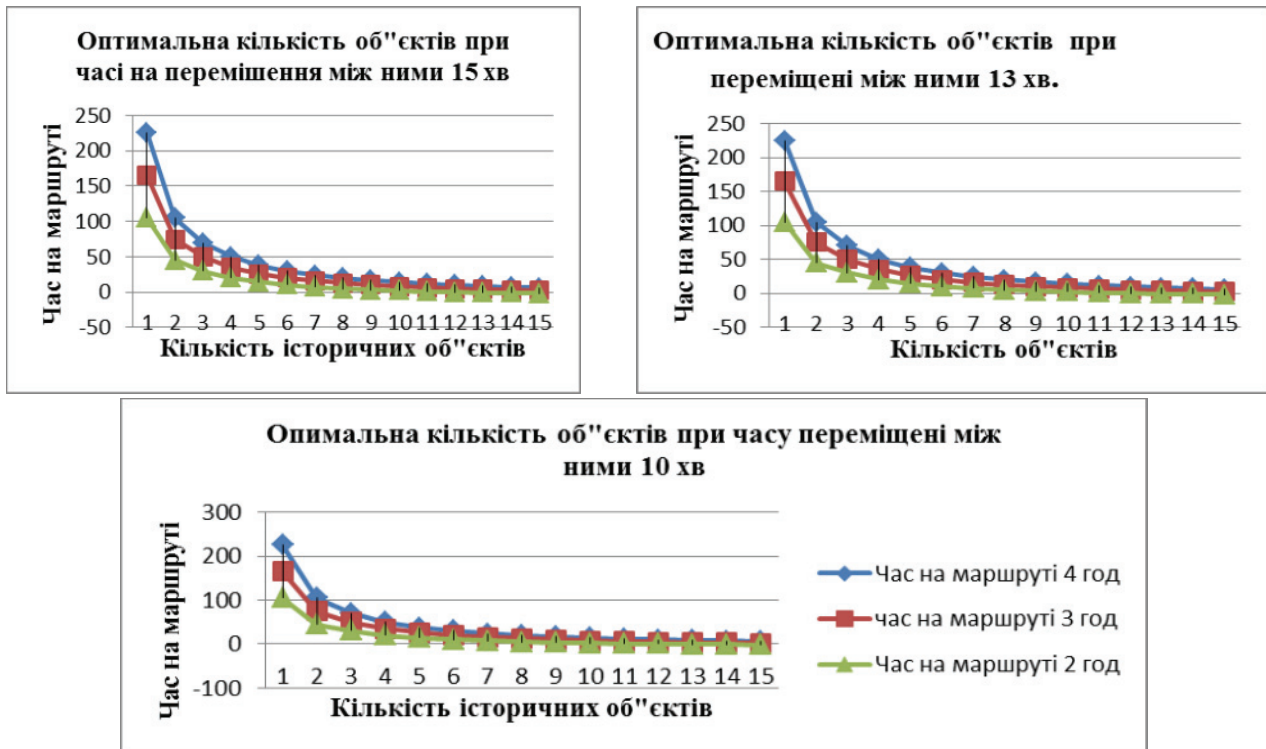 Оптимальна кількість об"єктів при
часі на перемішення між ними 15 хв
Час на маршруті
250
200
150
100
50
0
-50
1 2 3 4 5 6 7 8 9 10 11 12 13 14 15
Кількість історичних об"єктів
Оптимальна кількість об"єктів при
переміщені між ними 13 хв.
Час на маршруті
250
200
150
100
50
0
-50
1 2 3 4 5 6 7 8 9 10 11 12 13 14 15
Кількість об"єктів
Опимальна кількість об"єктів при часу переміщені між
ними 10 хв
Час на маршруті
300
200
100
0
-100
1 2 3 4 5 6 7 8 9 10 11 12 13 14 15
Кількість історичних об"єктів
Час на маршруті 4 год
час на маршруті 3 год
Час на маршруті 2 год